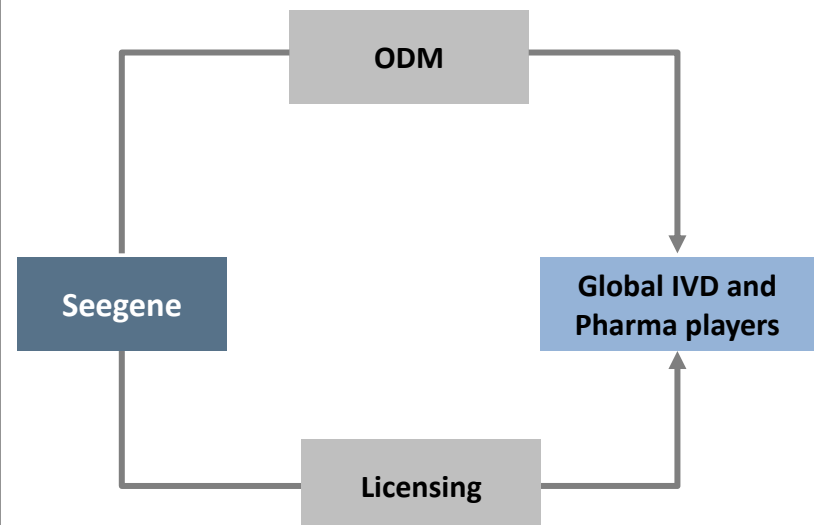 ODM
Seegene
Global IVD and
Pharma players
Licensing